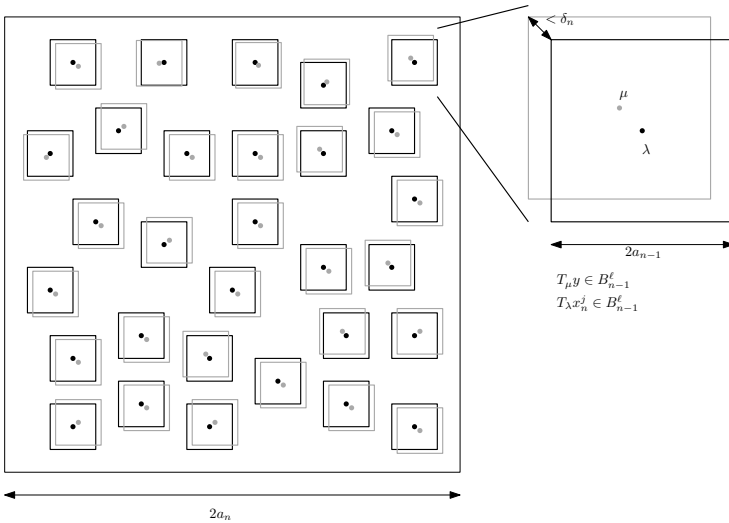 < δ_n
μ
λ
2a_{n−1}
T_μ y ∈ B^ℓ_{n−1}
T_λ x^j_n ∈ B^ℓ_{n−1}
2a_n